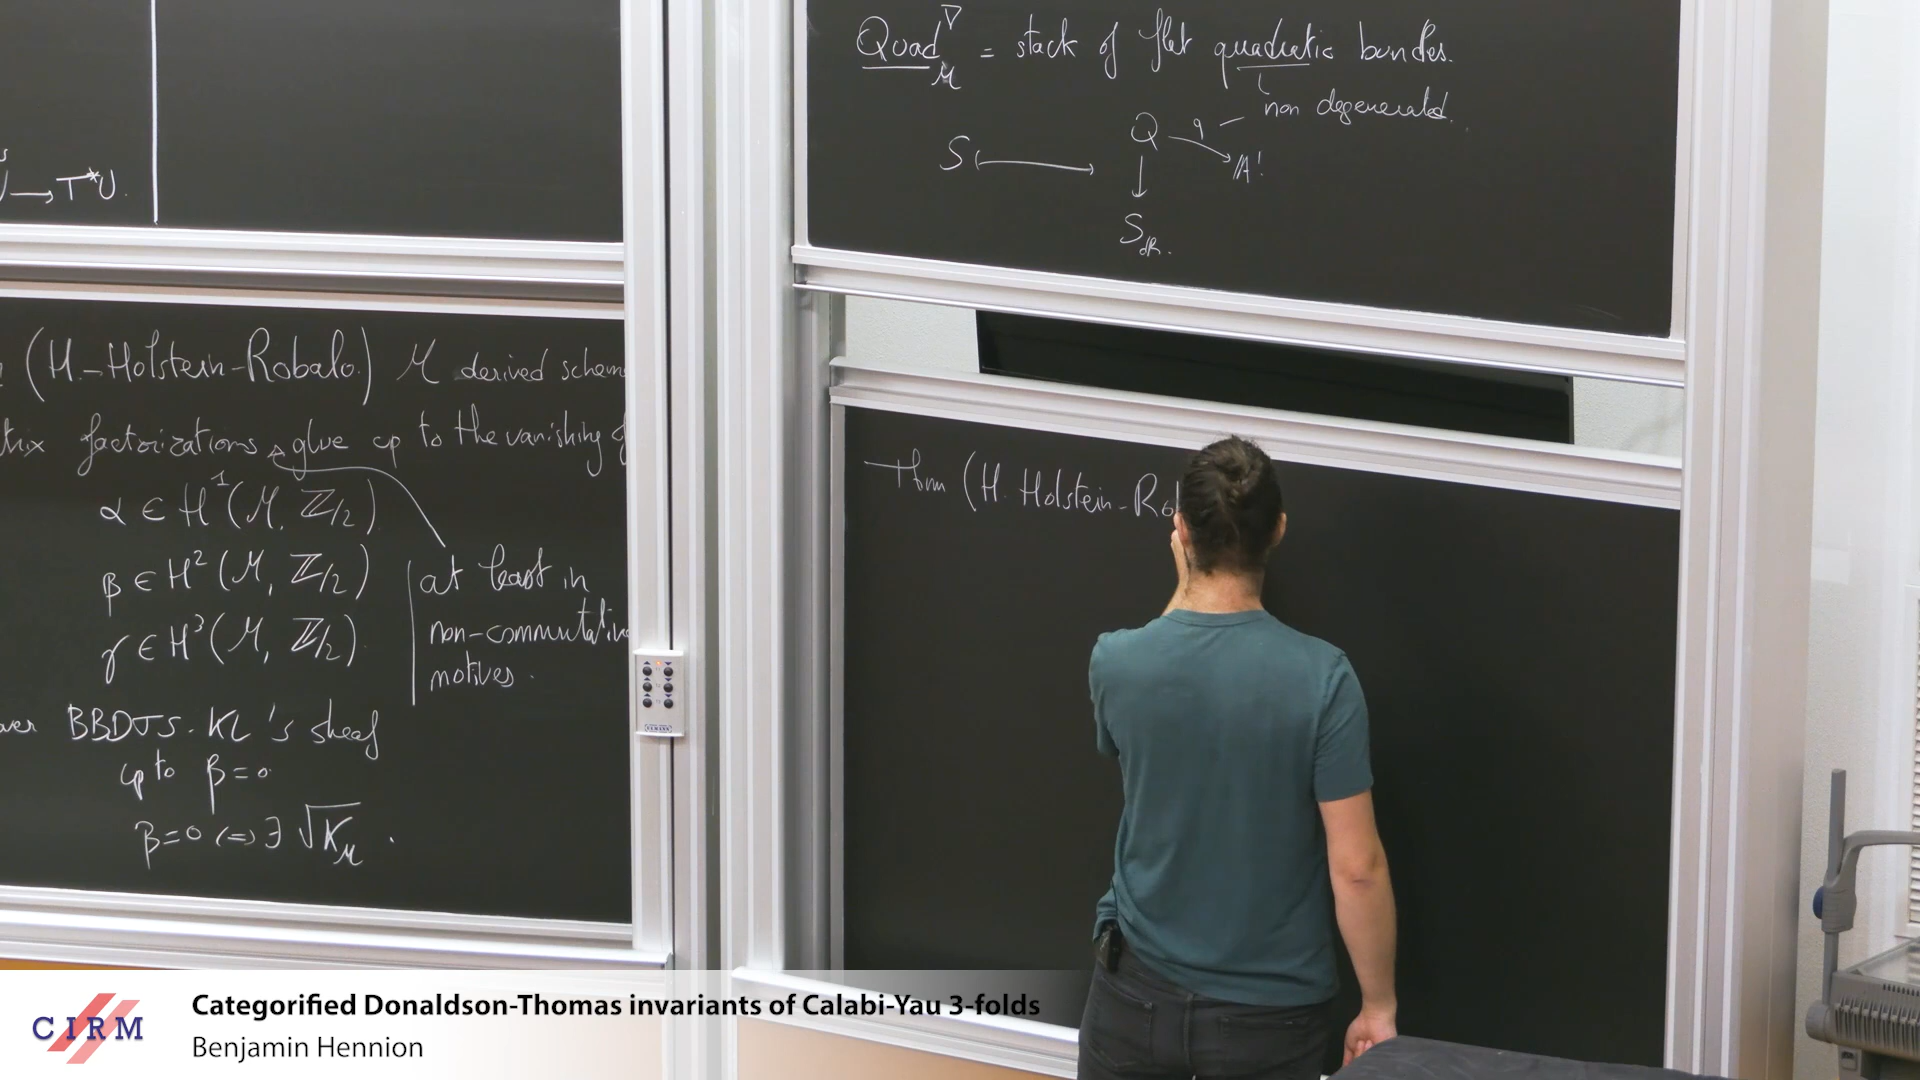 → T*U.
(H.-Holstein-Robalo.) M derived schem
factorizations glue up to the vanishing of
α ∈ H¹(M, ℤ/2)
β ∈ H²(M, ℤ/2)
γ ∈ H³(M, ℤ/2)
at least in
non-commutative
motives.
BBDJS. KL's sheaf
up to β=0
β=0 (=) ∃ √K_M.
Quad^∇_M = stack of flat quadratic bundles.
non degenerated.
S ⟼ Q q → 𝔸¹
↓
S_dR.
Thm (H. Holstein-Ro
CIRM
Categorified Donaldson-Thomas invariants of Calabi-Yau 3-folds
Benjamin Hennion